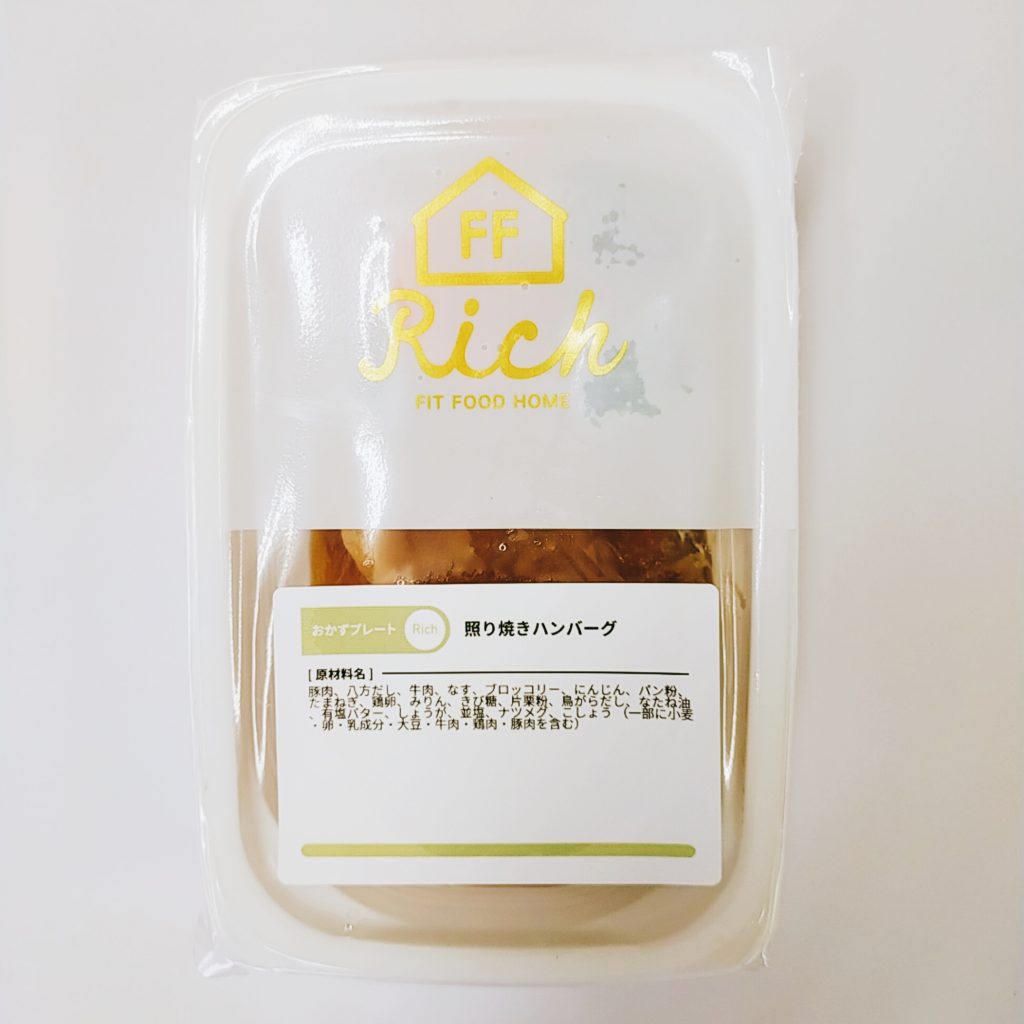 FF
Rich
FIT FOOD HOME
おかずプレート Rich 照り焼きハンバーグ
[ 原材料名 ]
豚肉、八方だし、牛肉、なす、ブロッコリー、にんじん、パン粉、
たまねぎ、鶏卵、みりん、きび糖、片栗粉、鳥がらだし、なたね油
、有塩バター、しょうが、並塩、ナツメグ、こしょう （一部に小麦
・卵・乳成分・大豆・牛肉・鶏肉・豚肉を含む）